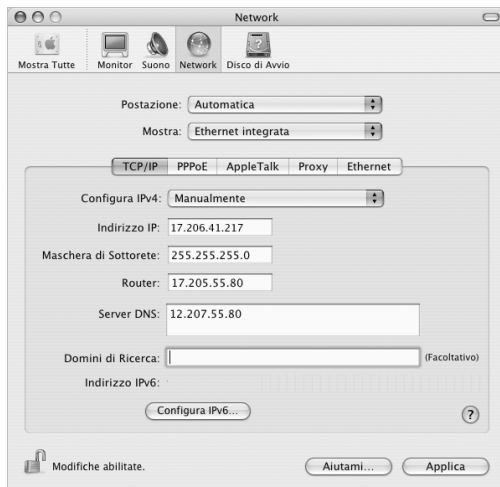 Network
Mostra Tutte Monitor Suono Network Disco di Avvio
Postazione: Automatica
Mostra: Ethernet integrata
TCP/IP PPPoE AppleTalk Proxy Ethernet
Configura IPv4: Manualmente
Indirizzo IP: 17.206.41.217
Maschera di Sottorete: 255.255.255.0
Router: 17.205.55.80
Server DNS: 12.207.55.80
Domini di Ricerca: (Facoltativo)
Indirizzo IPv6:
Configura IPv6... ?
Modifiche abilitate. Aiutami... Applica